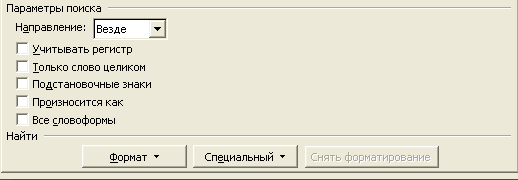 Параметры поиска
Направление: Везде
Учитывать регистр
Только слово целиком
Подстановочные знаки
Произносится как
Все словоформы
Найти
Формат Специальный Снять форматирование